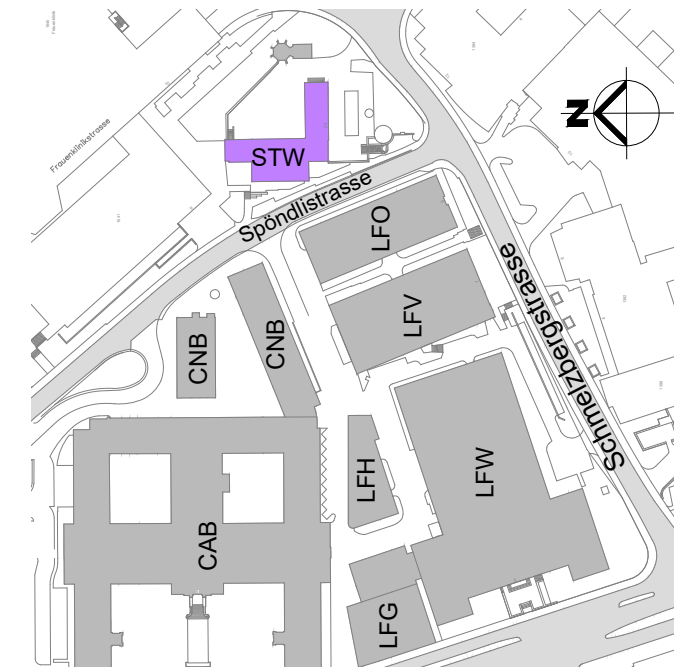 Frauenklinikstrasse
N
STW
Spöndlistrasse
LFO
Schmelzbergstrasse
LFV
CNB
CNB
LFH
LFW
CAB
LFG